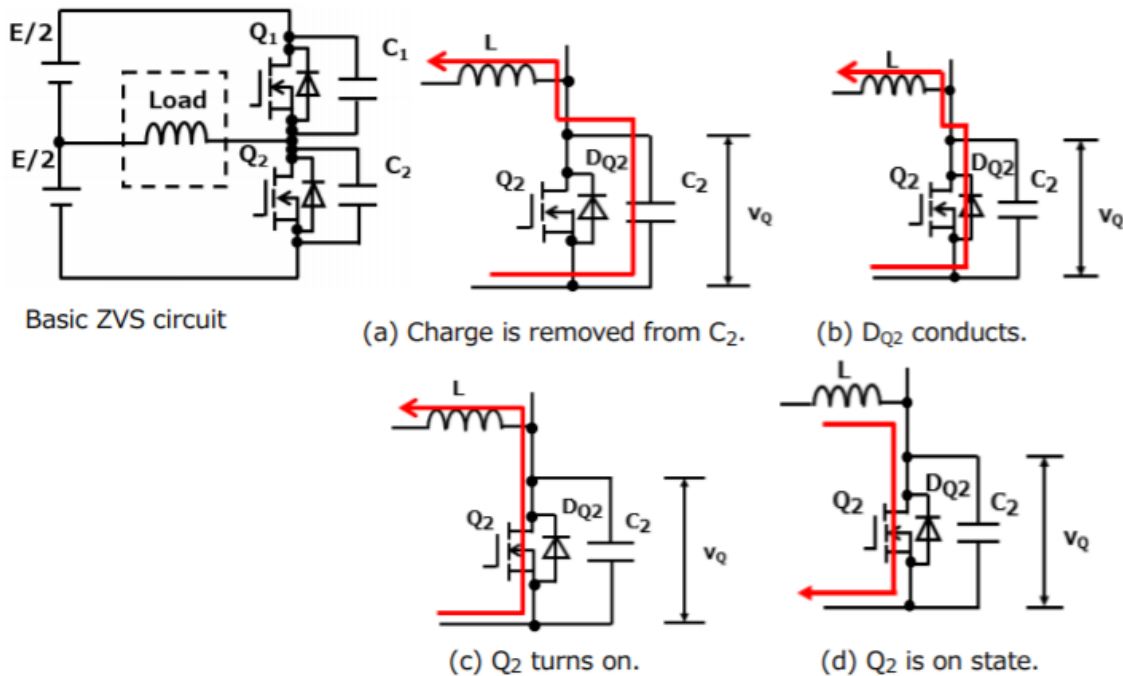 E/2
Q1
C1
Load
E/2
Q2
C2
Basic ZVS circuit
L
Q2
DQ2
C2
vQ
(a) Charge is removed from C2.
L
Q2
DQ2
C2
vQ
(b) DQ2 conducts.
L
Q2
DQ2
C2
vQ
(c) Q2 turns on.
L
Q2
DQ2
C2
vQ
(d) Q2 is on state.